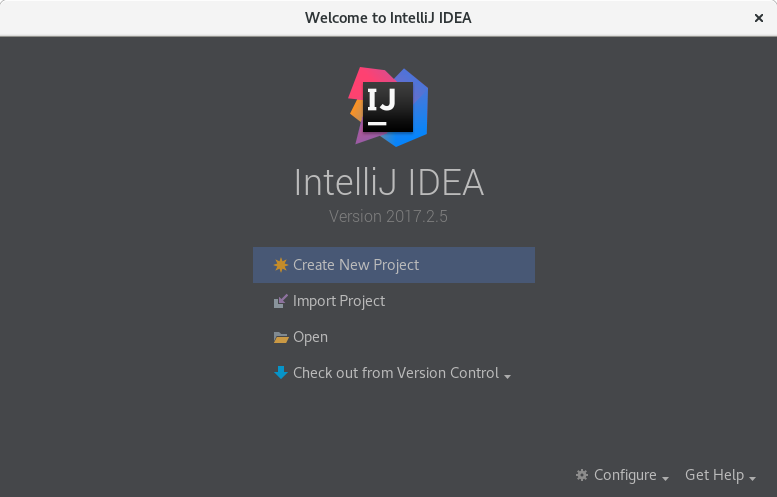 Welcome to IntelliJ IDEA
IJ
IntelliJ IDEA
Version 2017.2.5
Create New Project
Import Project
Open
Check out from Version Control
Configure
Get Help